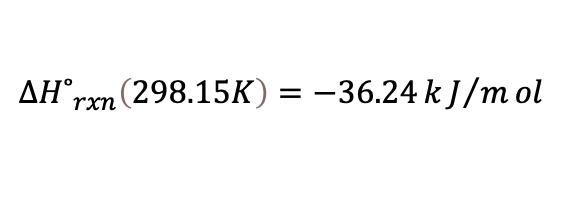 ΔH°rxn(298.15K) = −36.24 kJ/mol